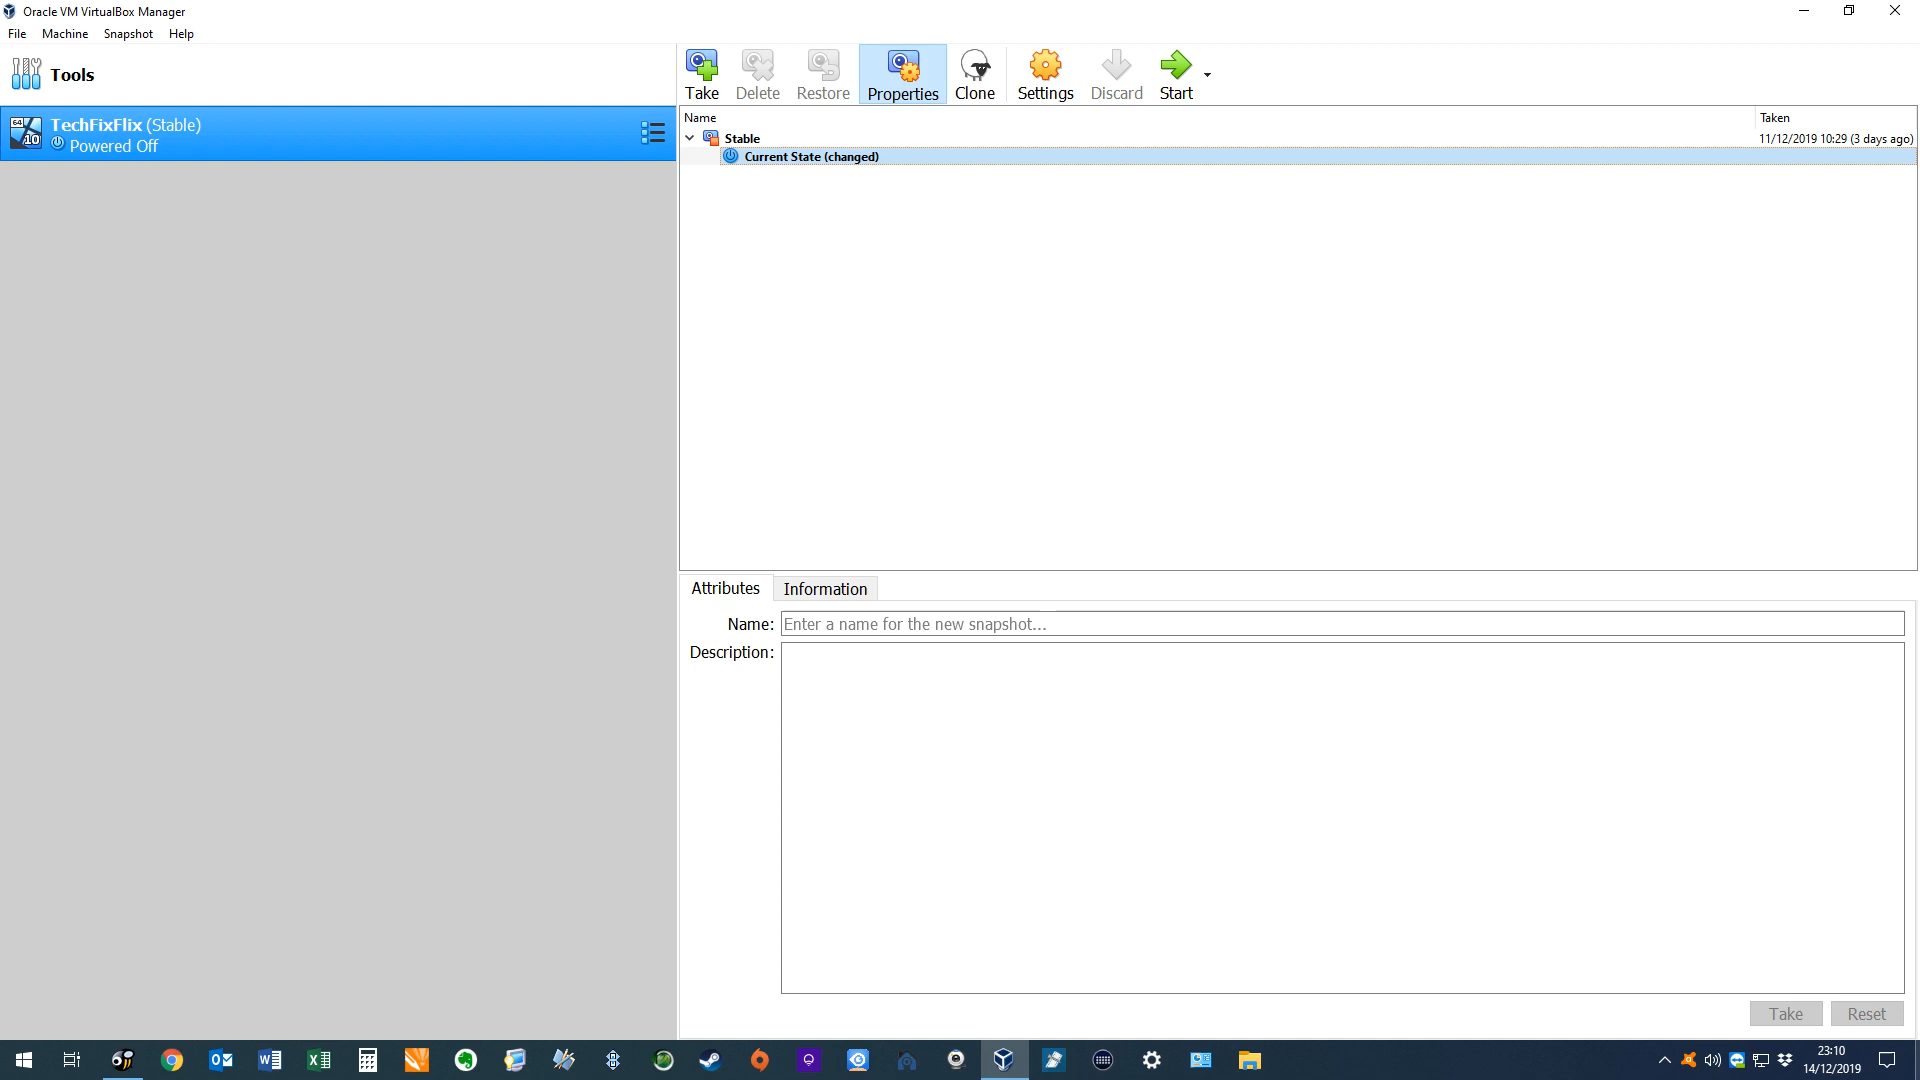 Oracle VM VirtualBox Manager
File Machine Snapshot Help
Tools
Take Delete Restore Properties Clone Settings Discard Start
64
10
TechFixFlix (Stable)
Powered Off
Name Taken
Stable 11/12/2019 10:29 (3 days ago)
Current State (changed)
Attributes Information
Name: Enter a name for the new snapshot...
Description:
Take Reset
23:10
14/12/2019